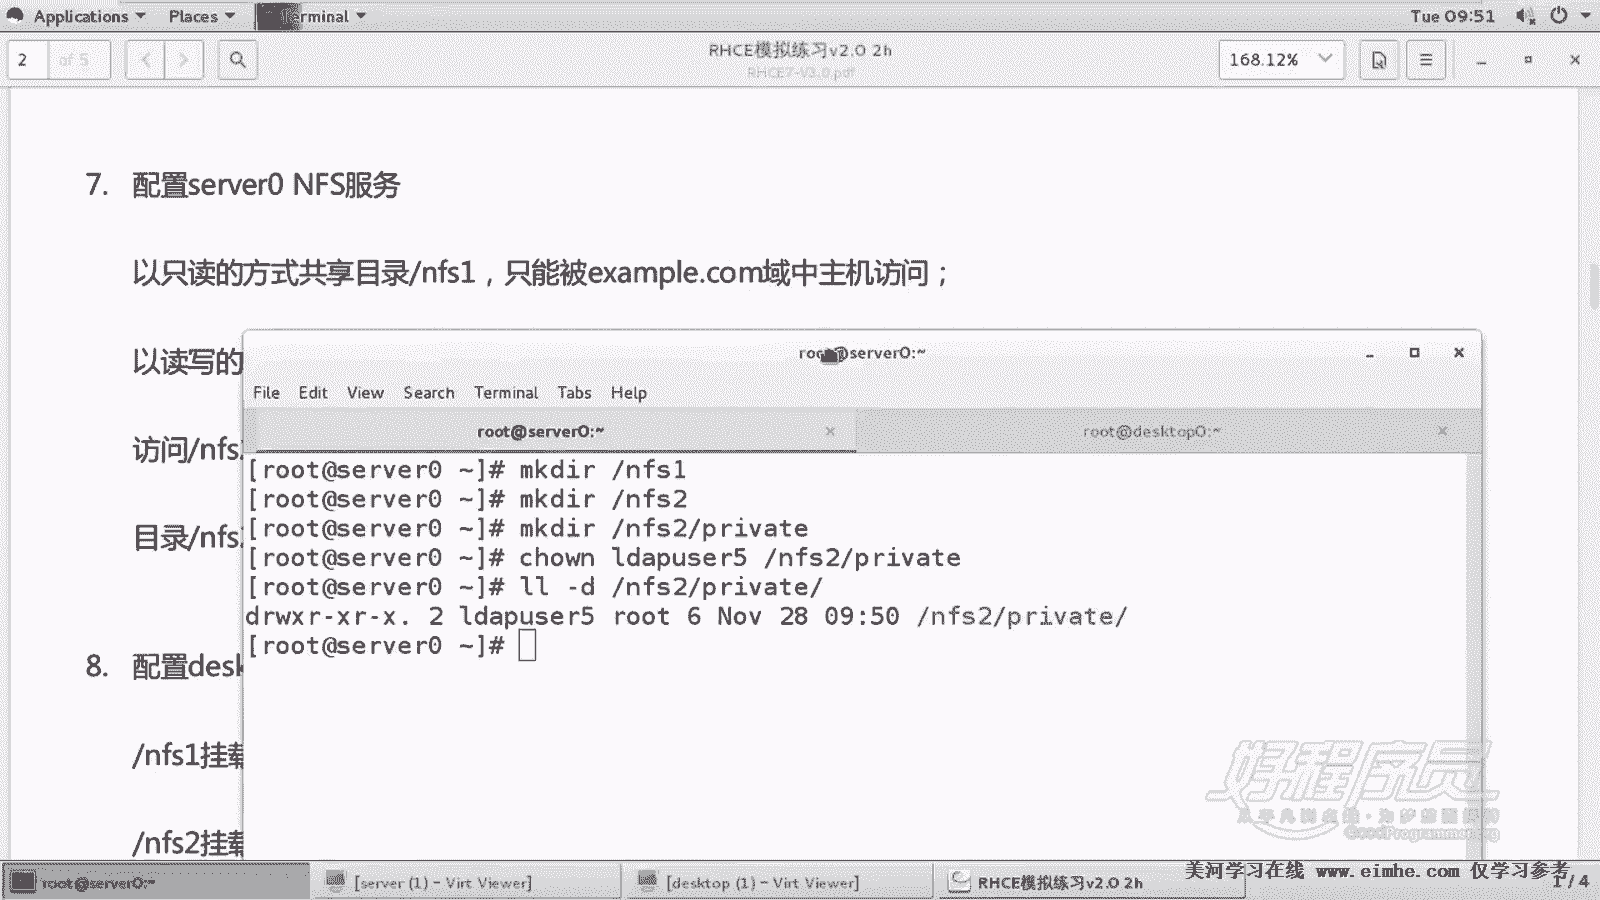 Applications Places Terminal Tue 09:51
2 of 5 RHCE模拟练习v2.0 2h 168.12%
RHCE7-V3.0.pdf
7. 配置server0 NFS服务
以只读的方式共享目录/nfs1，只能被example.com域中主机访问；
以读写的
访问/nfs
目录/nfs
8. 配置desk
/nfs1挂载
/nfs2挂载
root@server0:~
File Edit View Search Terminal Tabs Help
root@server0:~ root@desktop0:~
[root@server0 ~]# mkdir /nfs1
[root@server0 ~]# mkdir /nfs2
[root@server0 ~]# mkdir /nfs2/private
[root@server0 ~]# chown ldapuser5 /nfs2/private
[root@server0 ~]# ll -d /nfs2/private/
drwxr-xr-x. 2 ldapuser5 root 6 Nov 28 09:50 /nfs2/private/
[root@server0 ~]#
好程序员
GoodProgrammer.org
root@server0:~ [server (1) - Virt Viewer] [desktop (1) - Virt Viewer] RHCE模拟练习v2.0 2h 1 / 4
美河学习在线 www.eimhe.com 仅学习参考